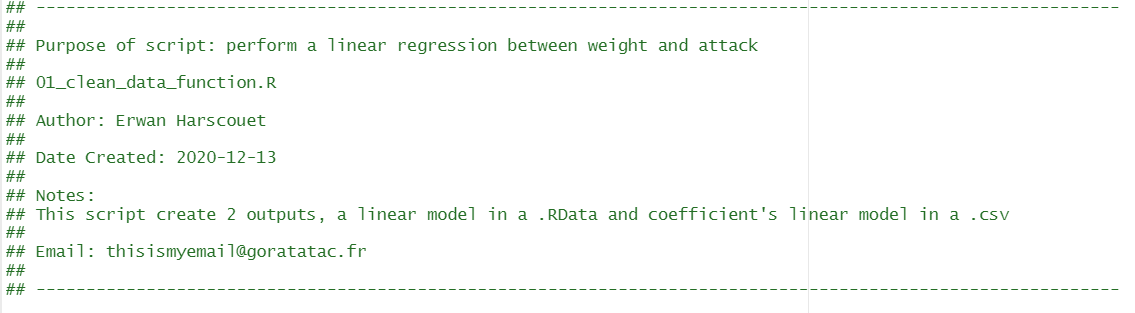 ## ------------------------------------------------------------------------------------------------------------
##
## Purpose of script: perform a linear regression between weight and attack
##
## 01_clean_data_function.R
##
## Author: Erwan Harscouet
##
## Date Created: 2020-12-13
##
## Notes:
## This script create 2 outputs, a linear model in a .RData and coefficient's linear model in a .csv
##
## Email: thisismyemail@goratatac.fr
##
## ------------------------------------------------------------------------------------------------------------